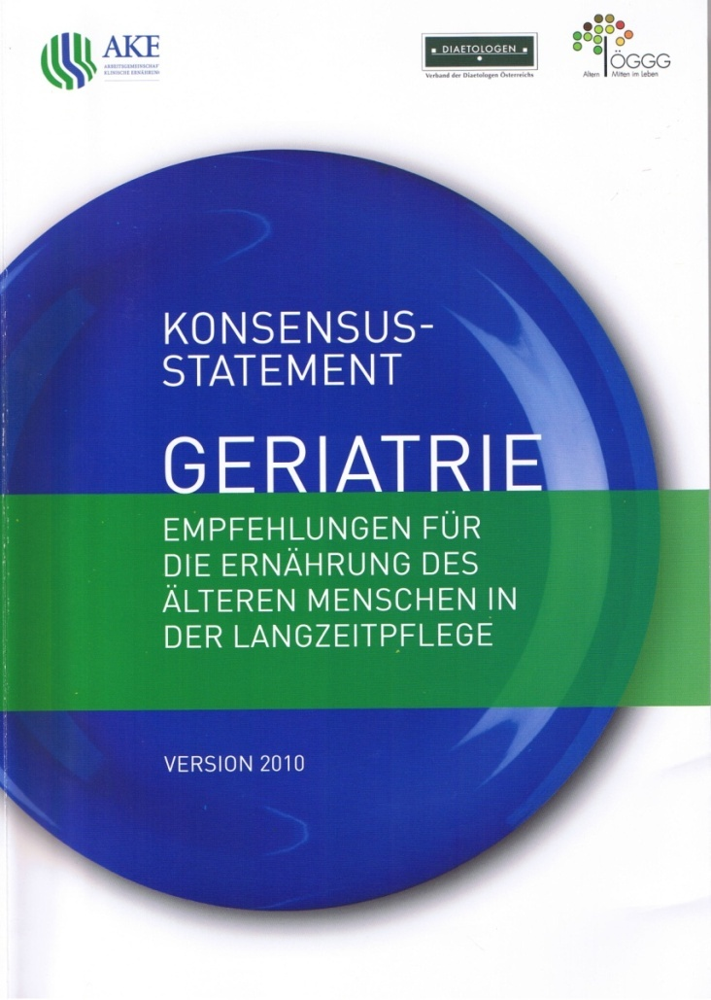 AKE
ARBEITSGEMEINSCHAFT
KLINISCHE ERNÄHRUNG
DIAETOLOGEN
Verband der Diaetologen Österreichs
ÖGGG
Altern Mitten im Leben
KONSENSUS-
STATEMENT
GERIATRIE
EMPFEHLUNGEN FÜR
DIE ERNÄHRUNG DES
ÄLTEREN MENSCHEN IN
DER LANGZEITPFLEGE
VERSION 2010